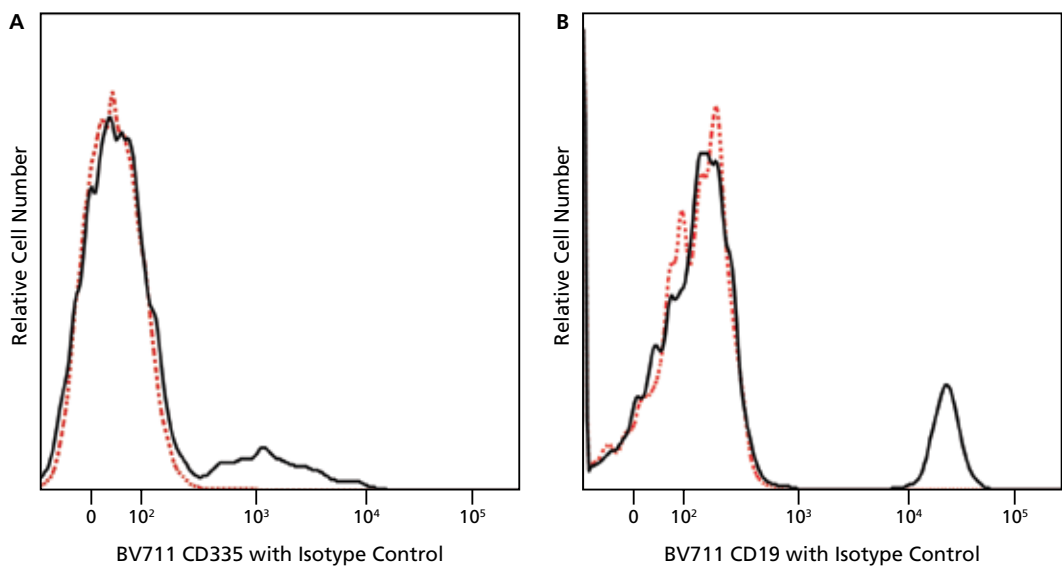 A
Relative Cell Number
0 10² 10³ 10⁴ 10⁵
BV711 CD335 with Isotype Control
B
Relative Cell Number
0 10² 10³ 10⁴ 10⁵
BV711 CD19 with Isotype Control